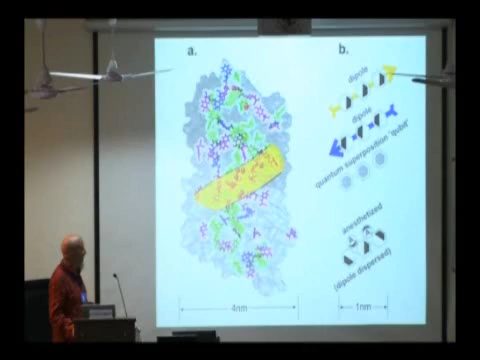 a.
b.
dipole
dipole
quantum superposition 'qubit'
anesthetized
(dipole dispersed)
4nm
1nm